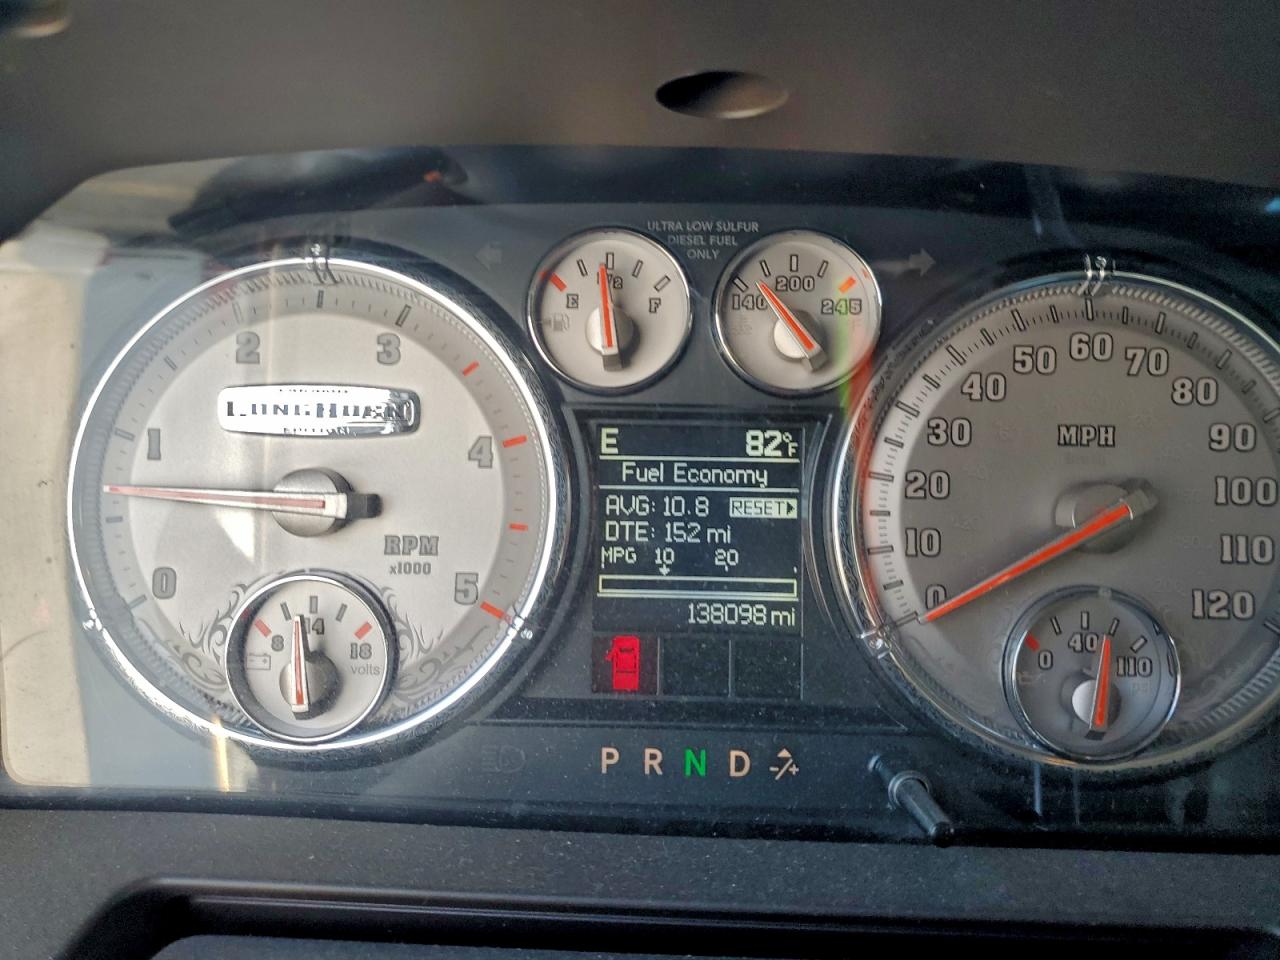 ULTRA LOW SULFUR
DIESEL FUEL
ONLY
E 1/2 F
140 200 245
0 1 2 3 4 5
LONGHORN
EDITION
RPM
x1000
8 14 18
volts
E 82°F
Fuel Economy
AVG: 10.8 RESET
DTE: 152 mi
MPG 10 20
138098 mi
0 10 20 30 40 50 60 70 80 90 100 110 120
MPH
0 40 110
P R N D -/+